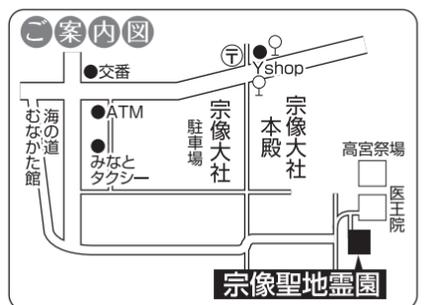 ご案内図
〒
Yshop
交番
ATM
みなと
タクシー
海の道
むなかた館
宗像大社
駐車場
宗像大社
本殿
高宮祭場
医王院
宗像聖地霊園